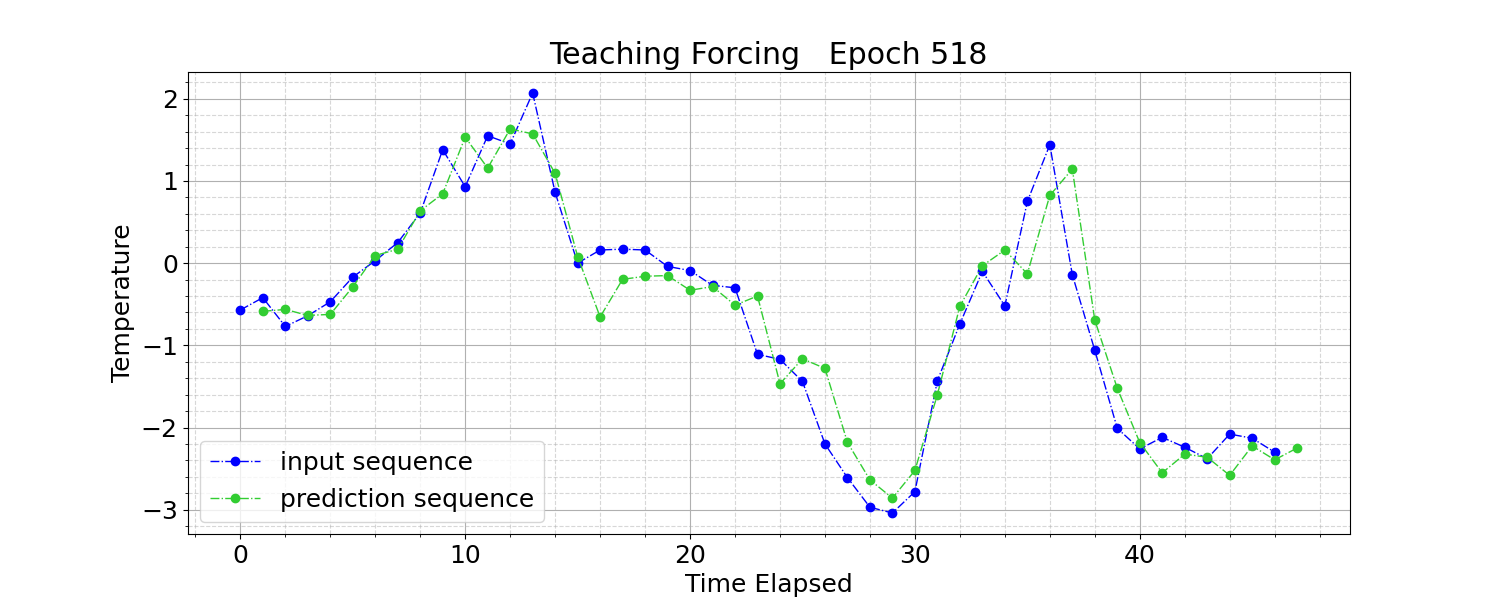 Teaching Forcing   Epoch 518
Temperature
2
1
0
−1
−2
−3
input sequence
prediction sequence
0 10 20 30 40
Time Elapsed